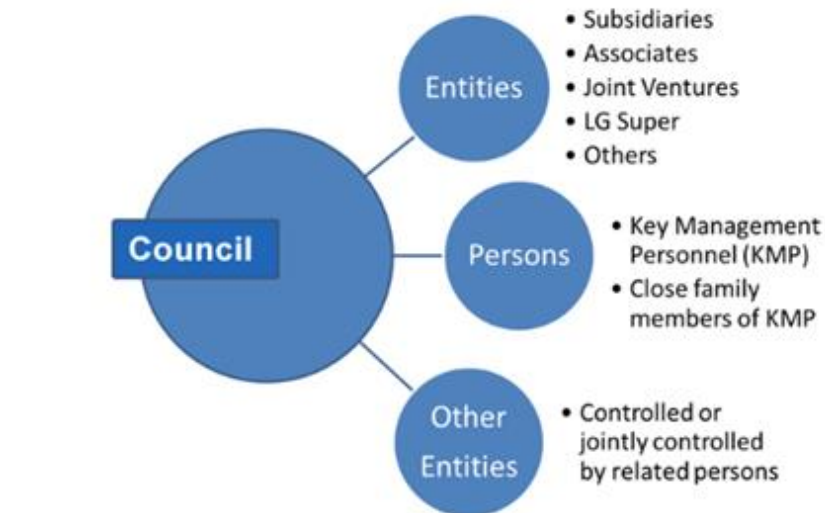 Council
Entities
• Subsidiaries
• Associates
• Joint Ventures
• LG Super
• Others
Persons
• Key Management
Personnel (KMP)
• Close family
members of KMP
Other
Entities
• Controlled or
jointly controlled
by related persons